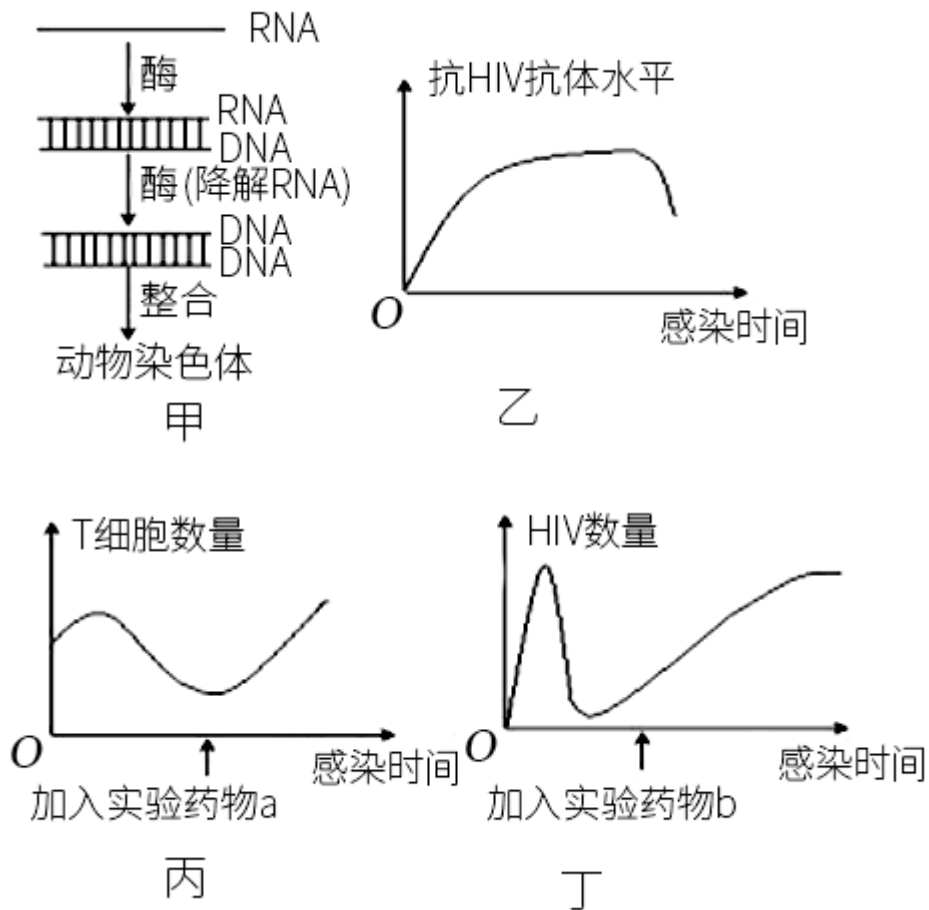 RNA
酶
RNA
DNA
酶(降解RNA)
DNA
DNA
整合
动物染色体
甲
抗HIV抗体水平
O
感染时间
乙
T细胞数量
O
感染时间
加入实验药物a
丙
HIV数量
O
感染时间
加入实验药物b
丁